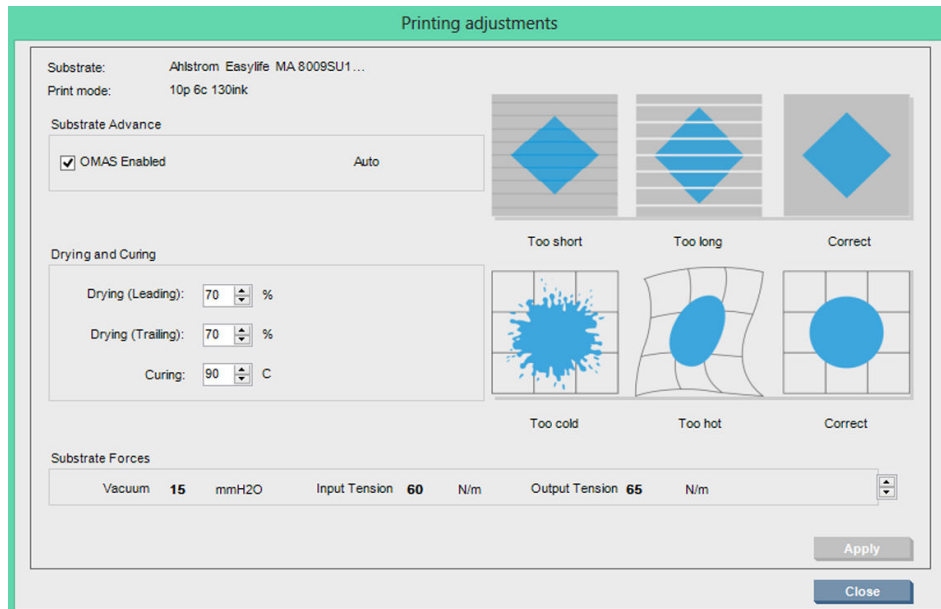 Printing adjustments
Substrate: Ahlstrom Easylife MA 8009SU1...
Print mode: 10p 6c 130ink
Substrate Advance
OMAS Enabled Auto
Too short Too long Correct
Drying and Curing
Drying (Leading): 70 %
Drying (Trailing): 70 %
Curing: 90 C
Too cold Too hot Correct
Substrate Forces
Vacuum 15 mmH2O Input Tension 60 N/m Output Tension 65 N/m
Apply
Close